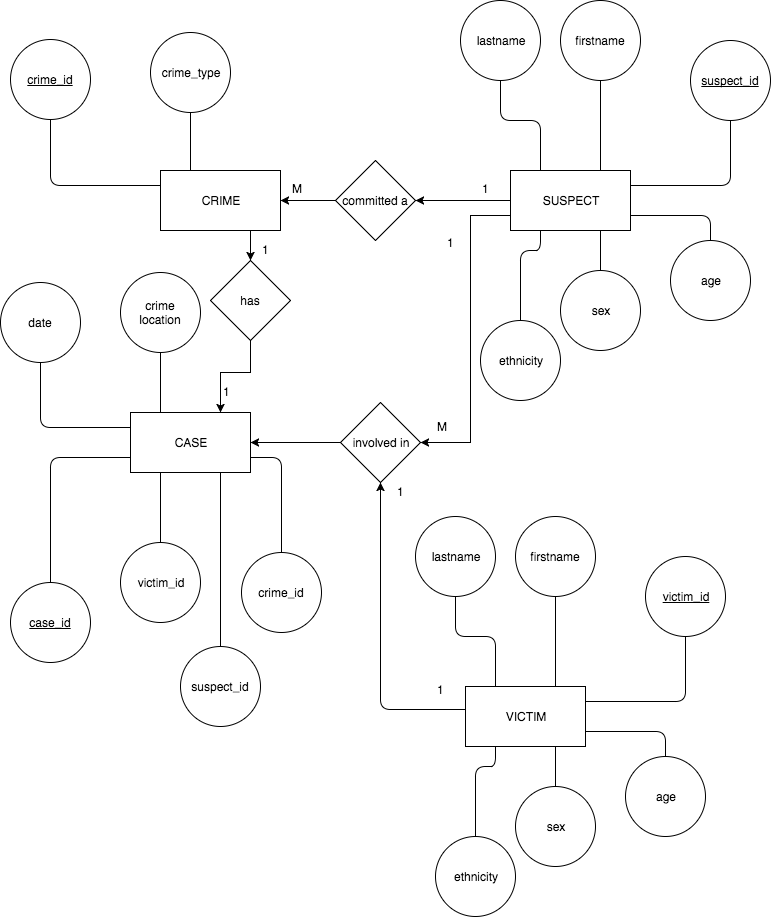 lastname
firstname
crime_id
crime_type
suspect_id
CRIME
M
committed a
1
SUSPECT
1
1
has
date
crime
location
age
sex
ethnicity
1
CASE
involved in
M
1
victim_id
crime_id
case_id
suspect_id
lastname
firstname
victim_id
1
VICTIM
age
sex
ethnicity